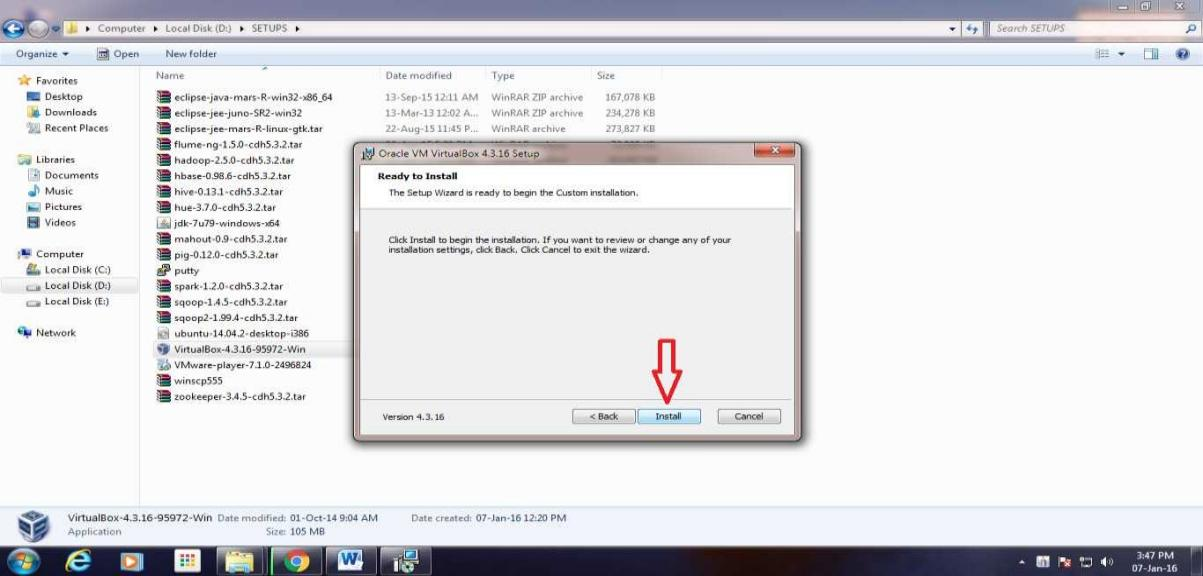 Computer ▸ Local Disk (D:) ▸ SETUPS ▸ Search SETUPS
Organize Open New folder
Name Date modified Type Size
Favorites
Desktop
Downloads
Recent Places
Libraries
Documents
Music
Pictures
Videos
Computer
Local Disk (C:)
Local Disk (D:)
Local Disk (E:)
Network
eclipse-java-mars-R-win32-x86_64 13-Sep-15 12:11 AM WinRAR ZIP archive 167,078 KB
eclipse-jee-juno-SR2-win32 13-Mar-13 12:02 A... WinRAR ZIP archive 234,278 KB
eclipse-jee-mars-R-linux-gtk.tar 22-Aug-15 11:45 P... WinRAR archive 273,827 KB
flume-ng-1.5.0-cdh5.3.2.tar
hadoop-2.5.0-cdh5.3.2.tar
hbase-0.98.6-cdh5.3.2.tar
hive-0.13.1-cdh5.3.2.tar
hue-3.7.0-cdh5.3.2.tar
jdk-7u79-windows-x64
mahout-0.9-cdh5.3.2.tar
pig-0.12.0-cdh5.3.2.tar
putty
spark-1.2.0-cdh5.3.2.tar
sqoop-1.4.5-cdh5.3.2.tar
sqoop2-1.99.4-cdh5.3.2.tar
ubuntu-14.04.2-desktop-i386
VirtualBox-4.3.16-95972-Win
VMware-player-7.1.0-2496824
winscp555
zookeeper-3.4.5-cdh5.3.2.tar
Oracle VM VirtualBox 4.3.16 Setup
Ready to Install
The Setup Wizard is ready to begin the Custom installation.
Click Install to begin the installation. If you want to review or change any of your
installation settings, click Back. Click Cancel to exit the wizard.
Version 4.3.16 < Back Install Cancel
VirtualBox-4.3.16-95972-Win Date modified: 01-Oct-14 9:04 AM Date created: 07-Jan-16 12:20 PM
Application Size: 105 MB
3:47 PM
07-Jan-16